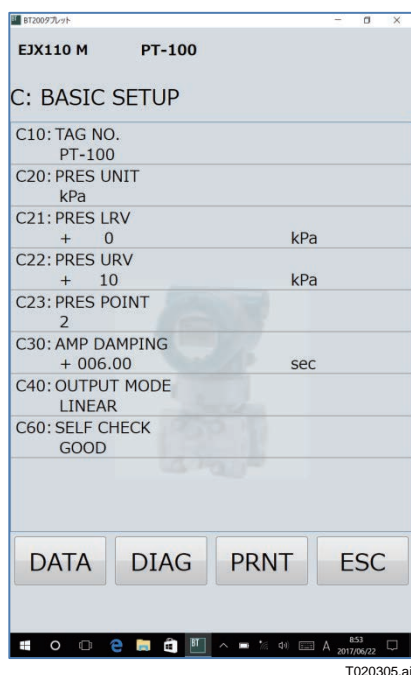 BT200タブレット
EJX110 M PT-100
C: BASIC SETUP
C10: TAG NO.
PT-100
C20: PRES UNIT
kPa
C21: PRES LRV
+ 0 kPa
C22: PRES URV
+ 10 kPa
C23: PRES POINT
2
C30: AMP DAMPING
+ 006.00 sec
C40: OUTPUT MODE
LINEAR
C60: SELF CHECK
GOOD
DATA DIAG PRNT ESC
BT A 8:53
2017/06/22
T020305.ai